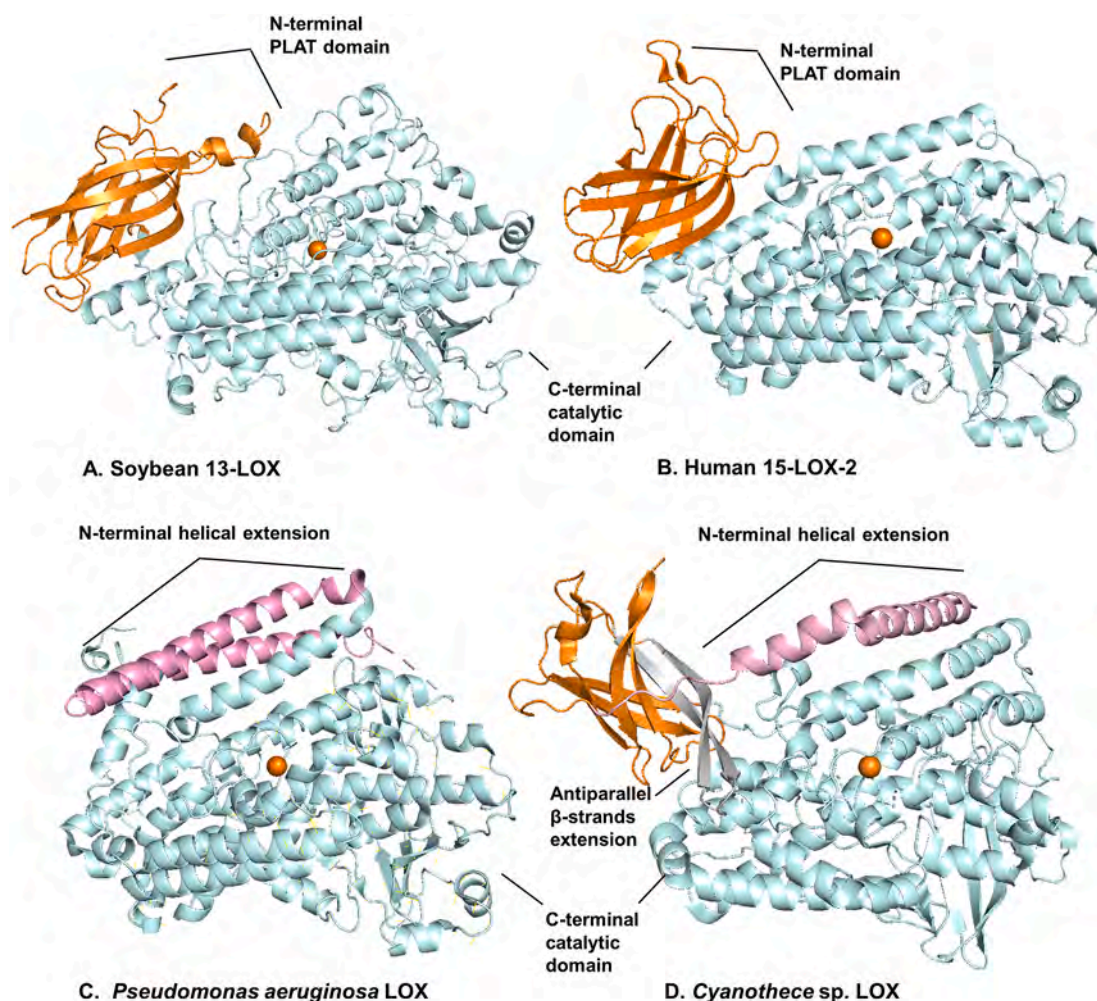 N-terminal
PLAT domain
N-terminal
PLAT domain
C-terminal
catalytic
domain
A. Soybean 13-LOX
B. Human 15-LOX-2
N-terminal helical extension
N-terminal helical extension
Antiparallel
β-strands
extension
C-terminal
catalytic
domain
C. Pseudomonas aeruginosa LOX
D. Cyanothece sp. LOX